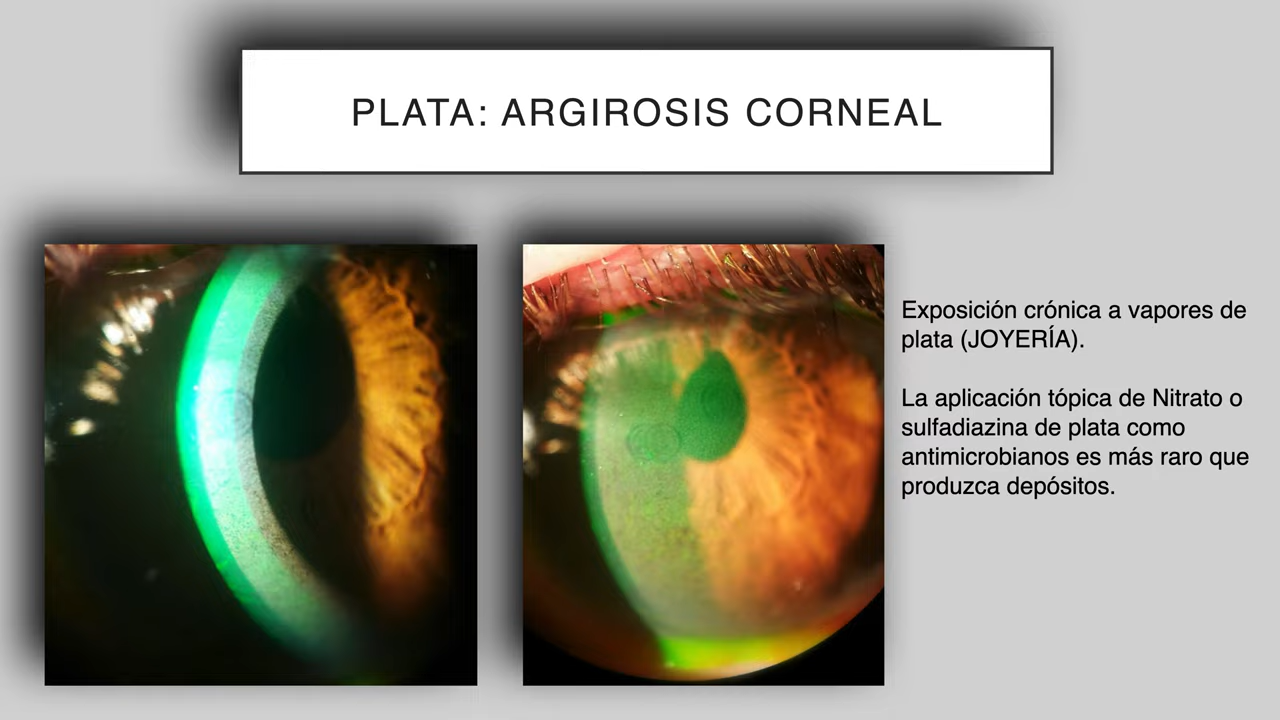 PLATA: ARGIROSIS CORNEAL
Exposición crónica a vapores de
plata (JOYERÍA).
La aplicación tópica de Nitrato o
sulfadiazina de plata como
antimicrobianos es más raro que
produzca depósitos.